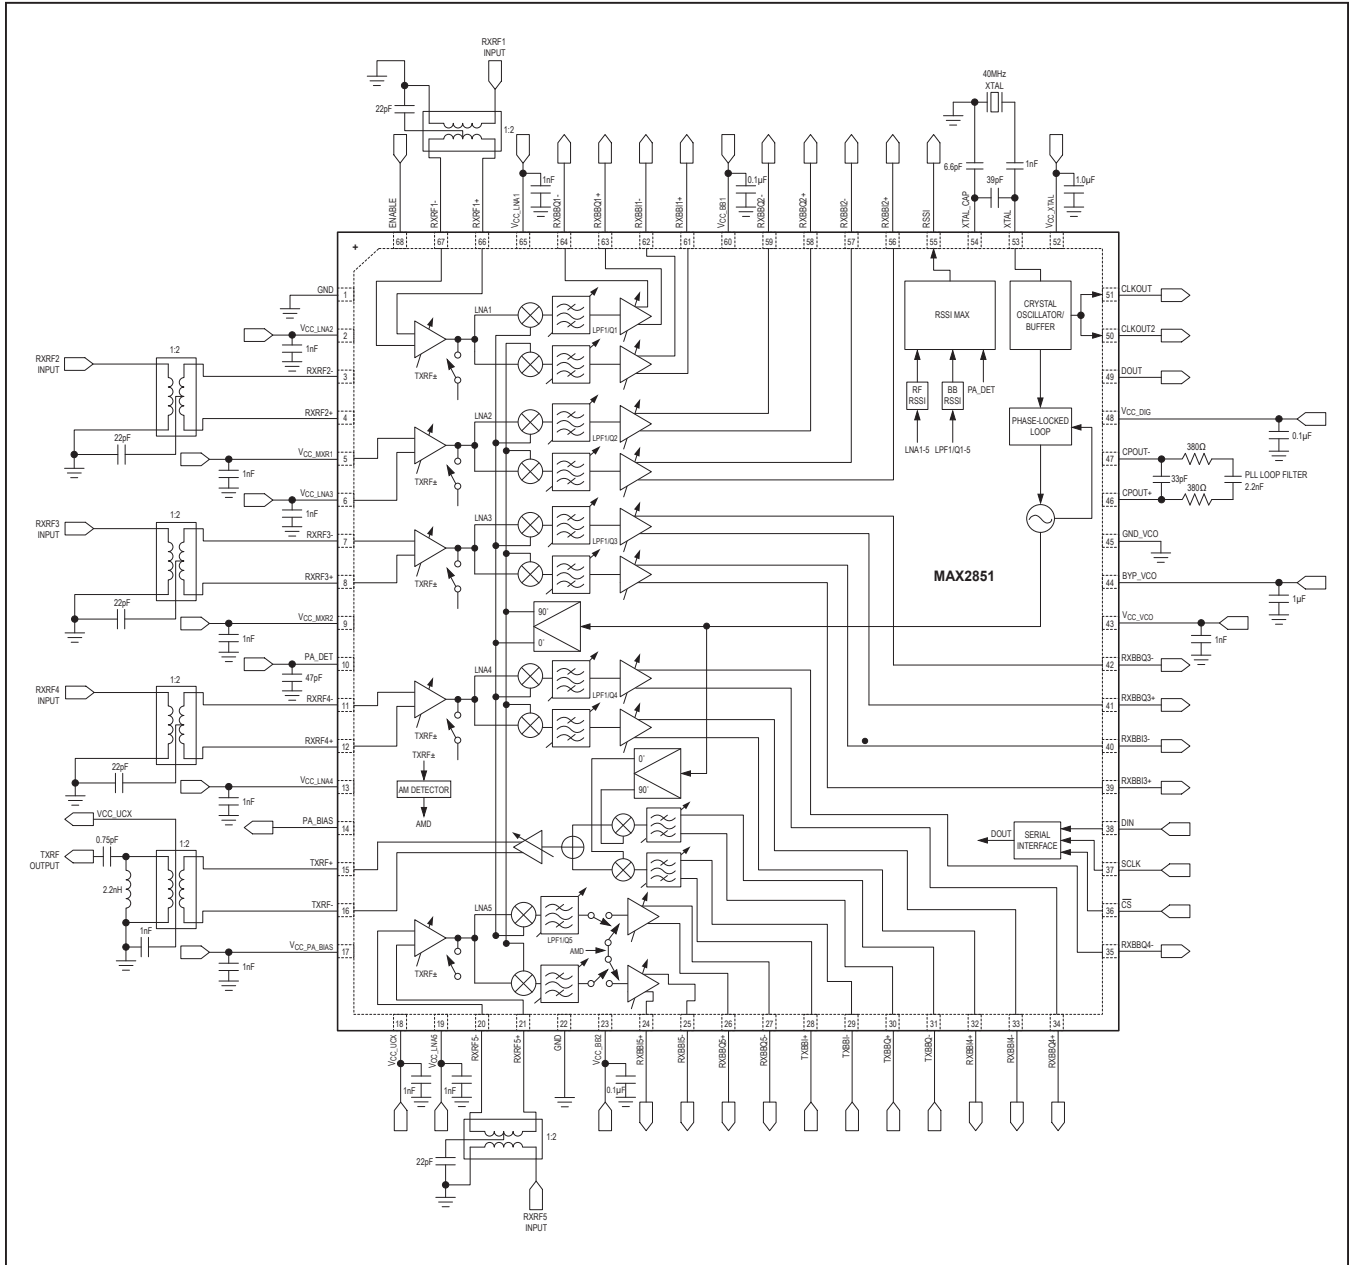 RXRF1
INPUT
40MHz
XTAL
22pF
1:2
1nF
0.1µF
6.6pF
39pF
1nF
1.0µF
ENABLE
RXRF1-
RXRF1+
VCC_LNA1
RXBBQ1-
RXBBQ1+
RXBBI1-
RXBBI1+
VCC_BB1
RXBBQ2-
RXBBQ2+
RXBBI2-
RXBBI2+
RSSI
XTAL_CAP
XTAL
VCC_XTAL
68
67
66
65
64
63
62
61
60
59
58
57
56
55
54
53
52
+
GND
1
VCC_LNA2
2
1nF
RXRF2
INPUT
1:2
RXRF2-
3
RXRF2+
4
22pF
VCC_MXR1
5
1nF
VCC_LNA3
6
1nF
RXRF3
INPUT
1:2
RXRF3-
7
RXRF3+
8
22pF
VCC_MXR2
9
1nF
PA_DET
10
47pF
RXRF4
INPUT
1:2
RXRF4-
11
RXRF4+
12
22pF
VCC_LNA4
13
1nF
VCC_UCX
PA_BIAS
14
0.75pF
TXRF
OUTPUT
1:2
TXRF+
15
2.2nH
TXRF-
16
1nF
VCC_PA_BIAS
17
1nF
LNA1
LPF1/Q1
TXRF±
LNA2
LPF1/Q2
TXRF±
LNA3
LPF1/Q3
TXRF±
90˚
0˚
LNA4
LPF1/Q4
TXRF±
TXRF±
AM DETECTOR
AMD
0˚
90˚
LNA5
LPF1/Q5
AMD
TXRF±
RSSI MAX
RF
RSSI
BB
RSSI
PA_DET
LNA1-5
LPF1/Q1-5
CRYSTAL
OSCILLATOR/
BUFFER
PHASE-LOCKED
LOOP
MAX2851
DOUT
SERIAL
INTERFACE
51
CLKOUT
50
CLKOUT2
49
DOUT
48
VCC_DIG
0.1µF
47
CPOUT-
380Ω
33pF
PLL LOOP FILTER
2.2nF
380Ω
46
CPOUT+
45
GND_VCO
44
BYP_VCO
1µF
43
VCC_VCO
1nF
42
RXBBQ3-
41
RXBBQ3+
40
RXBBI3-
39
RXBBI3+
38
DIN
37
SCLK
36
CS
35
RXBBQ4-
18
19
20
21
22
23
24
25
26
27
28
29
30
31
32
33
34
VCC_UCX
VCC_LNA5
RXRF5-
RXRF5+
GND
VCC_BB2
RXBBI5+
RXBBI5-
RXBBQ5+
RXBBQ5-
TXBBI+
TXBBI-
TXBBQ+
TXBBQ-
RXBBI4+
RXBBI4-
RXBBQ4+
1nF
1nF
0.1µF
1:2
22pF
RXRF5
INPUT